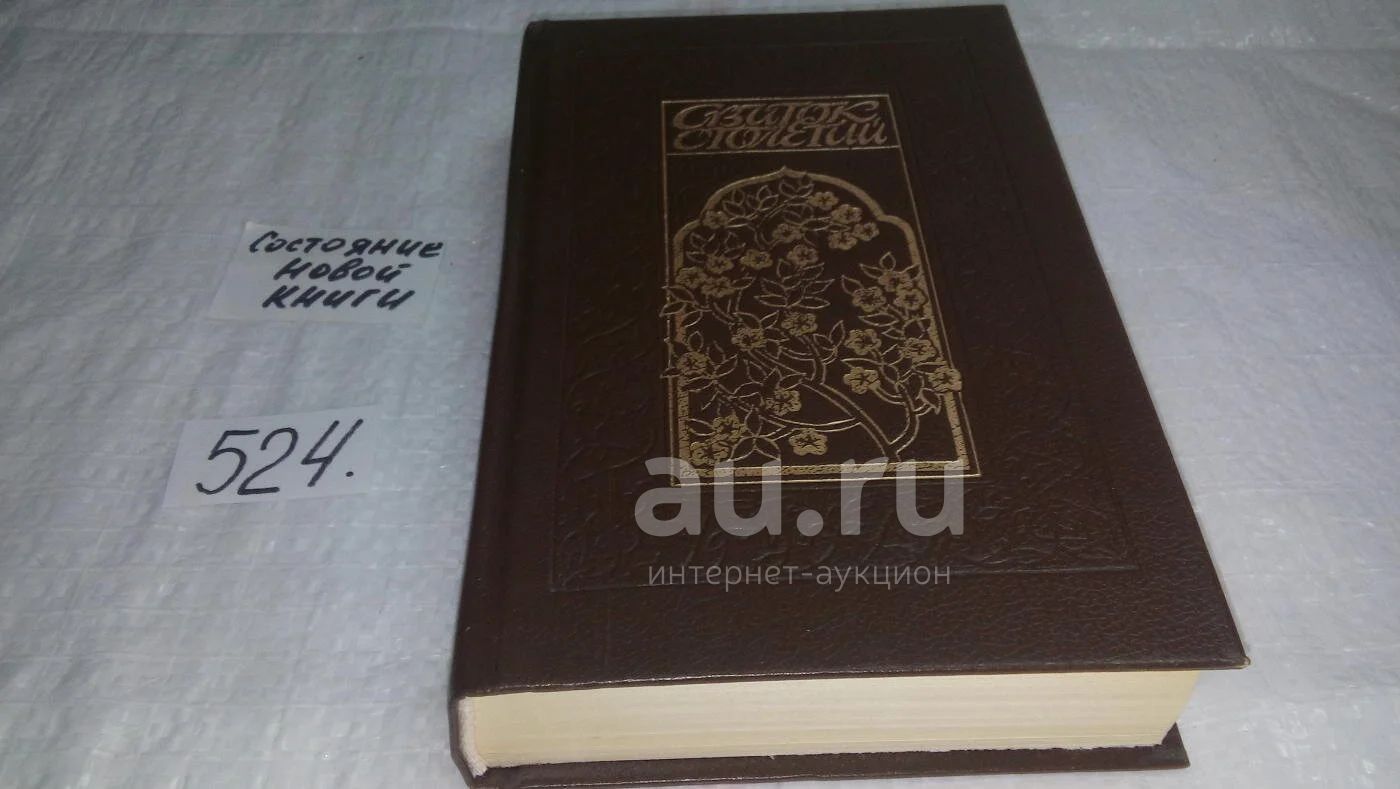 СВИТОК
СТОЛЕТИЙ
Состояние
новой
книги
524.
au.ru
интернет-аукцион